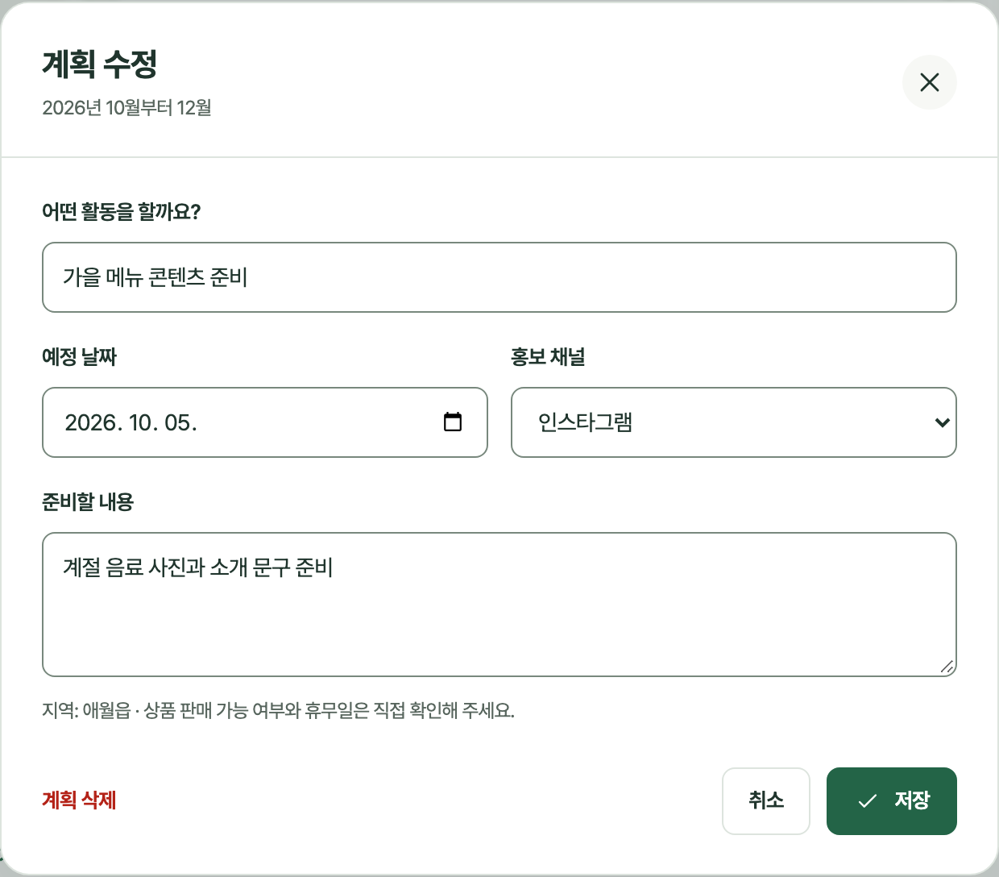 계획 수정
2026년 10월부터 12월
어떤 활동을 할까요?
가을 메뉴 콘텐츠 준비
예정 날짜
홍보 채널
2026. 10. 05.
인스타그램
준비할 내용
계절 음료 사진과 소개 문구 준비
지역: 애월읍 · 상품 판매 가능 여부와 휴무일은 직접 확인해 주세요.
계획 삭제
취소
저장